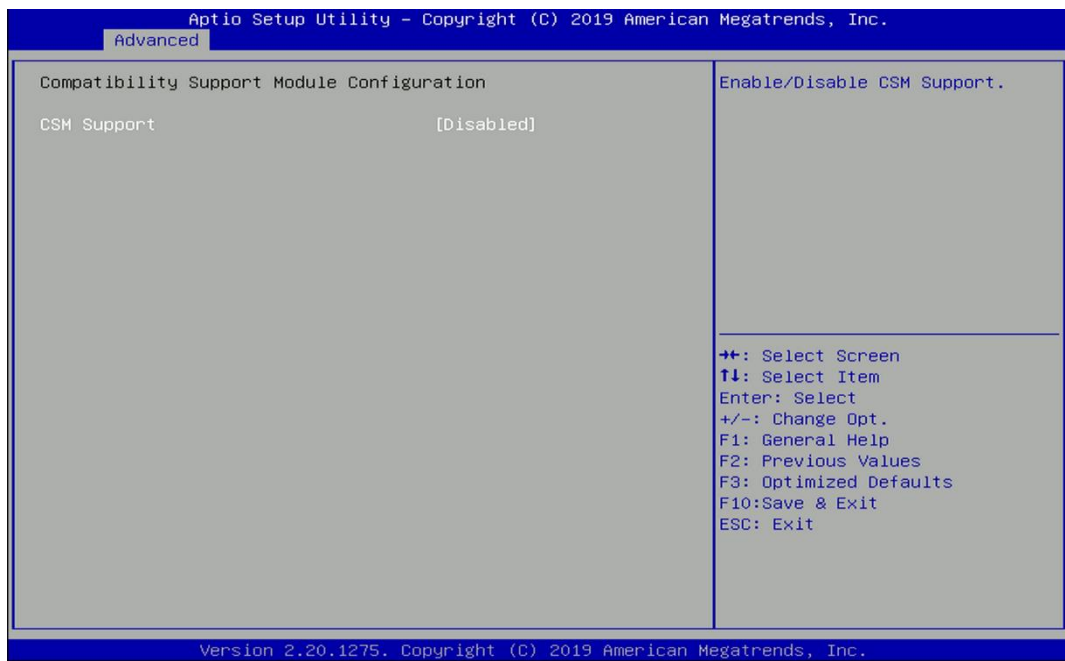 Aptio Setup Utility – Copyright (C) 2019 American Megatrends, Inc.
Advanced
Compatibility Support Module Configuration
CSM Support [Disabled]
Enable/Disable CSM Support.
→←: Select Screen
↑↓: Select Item
Enter: Select
+/-: Change Opt.
F1: General Help
F2: Previous Values
F3: Optimized Defaults
F10:Save & Exit
ESC: Exit
Version 2.20.1275. Copyright (C) 2019 American Megatrends, Inc.